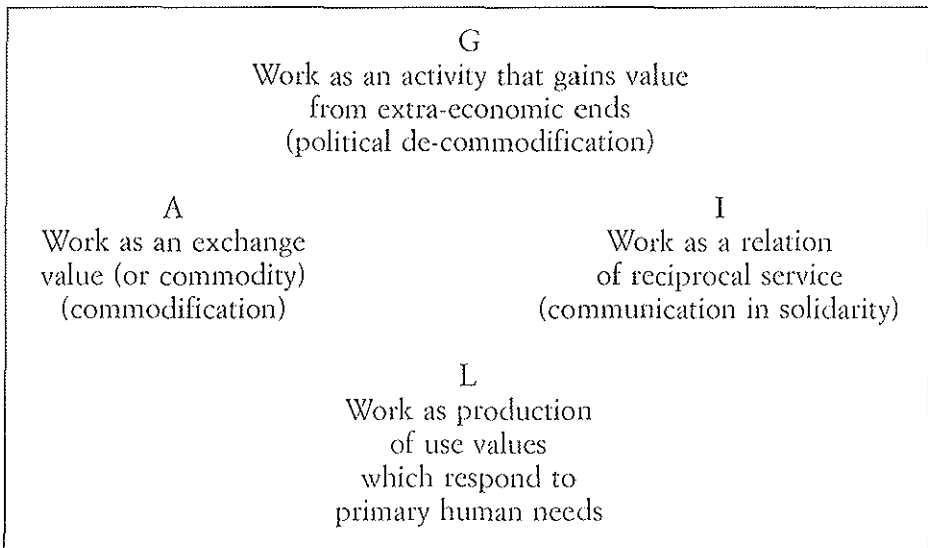 G
Work as an activity that gains value
from extra-economic ends
(political de-commodification)
A
Work as an exchange
value (or commodity)
(commodification)
I
Work as a relation
of reciprocal service
(communication in solidarity)
L
Work as production
of use values
which respond to
primary human needs